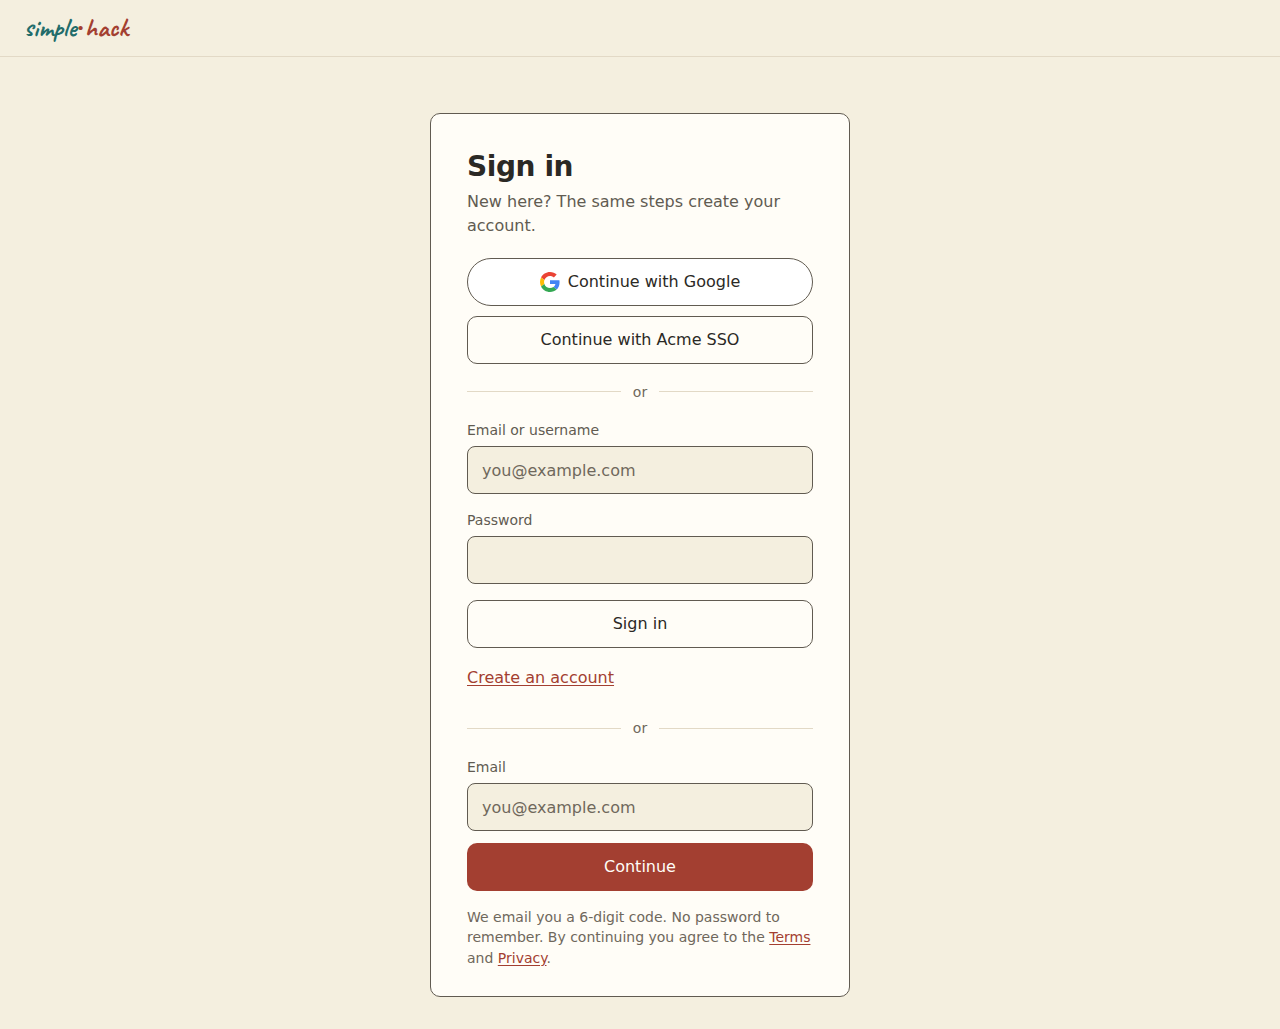 simple·hack
Sign in
New here? The same steps create your
account.
Continue with Google
Continue with Acme SSO
or
Email or username
you@example.com
Password
Sign in
Create an account
or
Email
you@example.com
Continue
We email you a 6-digit code. No password to
remember. By continuing you agree to the Terms
and Privacy.